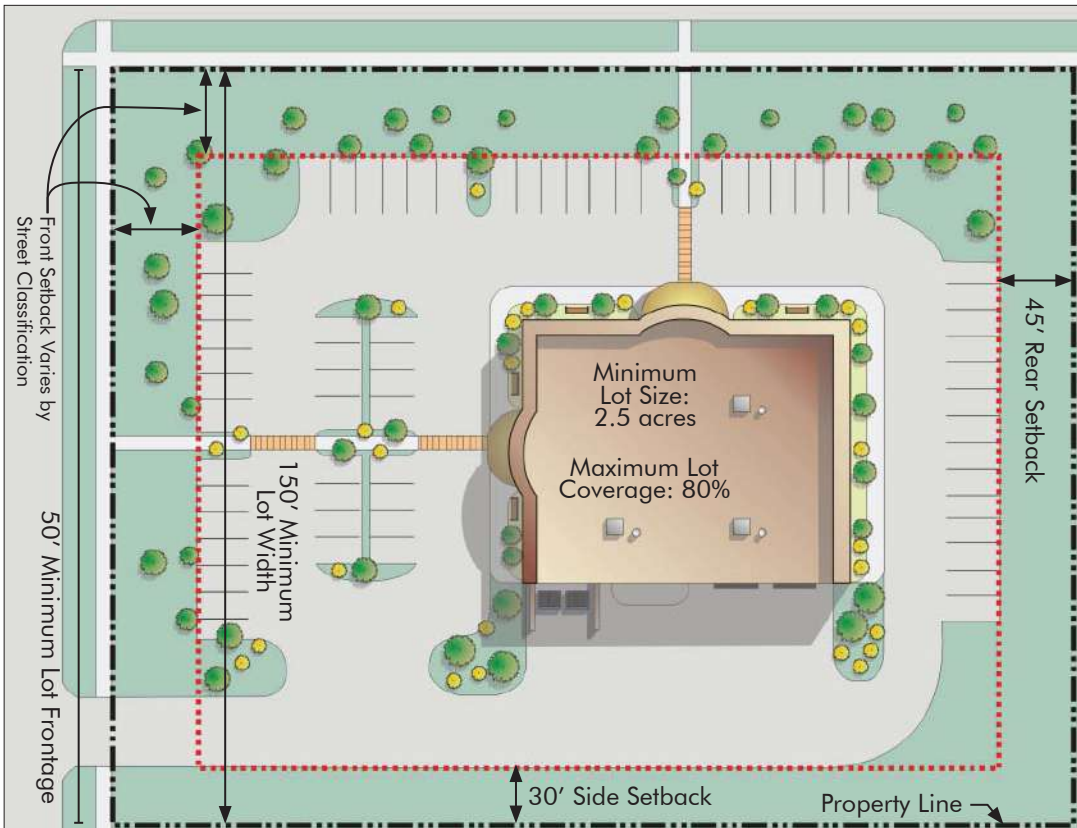 Front Setback Varies by
Street Classification
50’ Minimum Lot Frontage
150’ Minimum
Lot Width
Minimum
Lot Size:
2.5 acres
Maximum Lot
Coverage: 80%
45’ Rear Setback
30’ Side Setback
Property Line